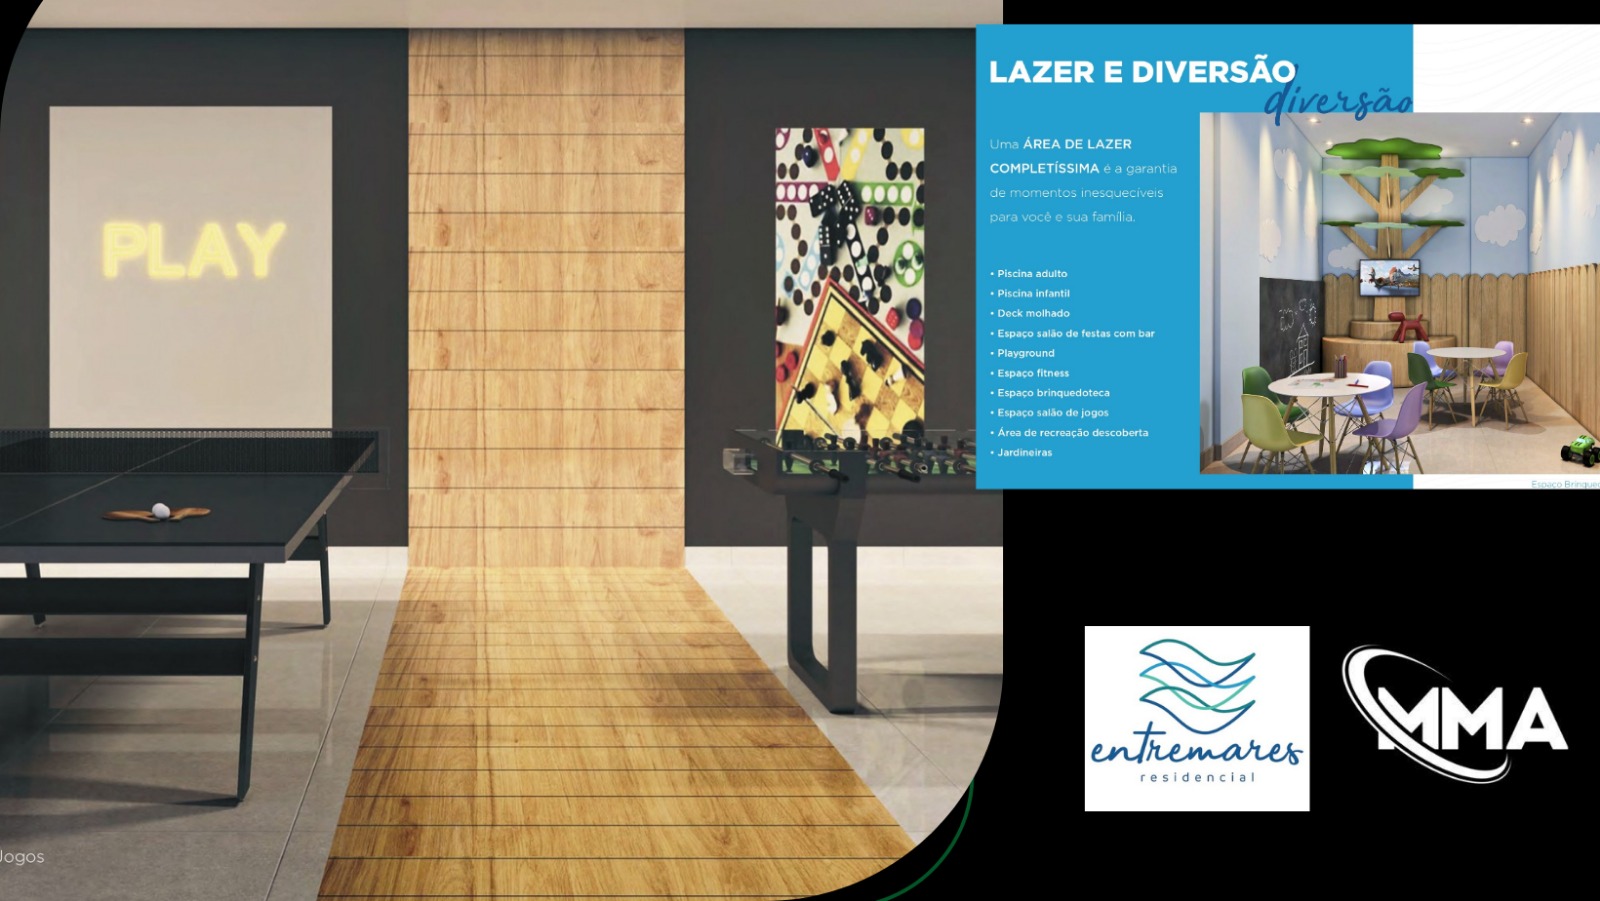 PLAY
Jogos
LAZER E DIVERSÃO
diversão
Uma ÁREA DE LAZER
COMPLETÍSSIMA é a garantia
de momentos inesquecíveis
para você e sua família.
• Piscina adulto
• Piscina infantil
• Deck molhado
• Espaço salão de festas com bar
• Playground
• Espaço fitness
• Espaço brinquedoteca
• Espaço salão de jogos
• Área de recreação descoberta
• Jardineiras
Espaço Brinque
entremares
residencial
MMA